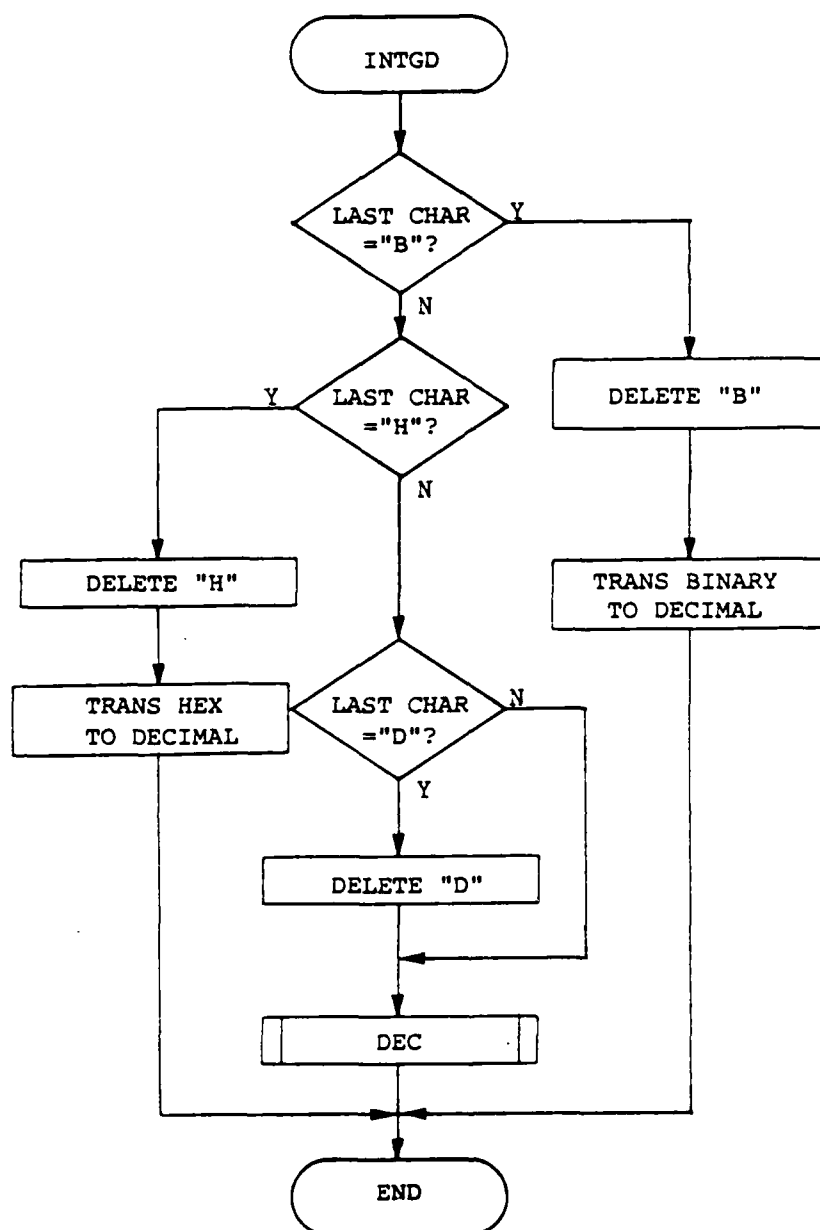 INTGD
LAST CHAR
="B"?
Y
N
LAST CHAR
="H"?
Y
N
DELETE "B"
DELETE "H"
TRANS BINARY
TO DECIMAL
TRANS HEX
TO DECIMAL
LAST CHAR
="D"?
N
Y
DELETE "D"
DEC
END